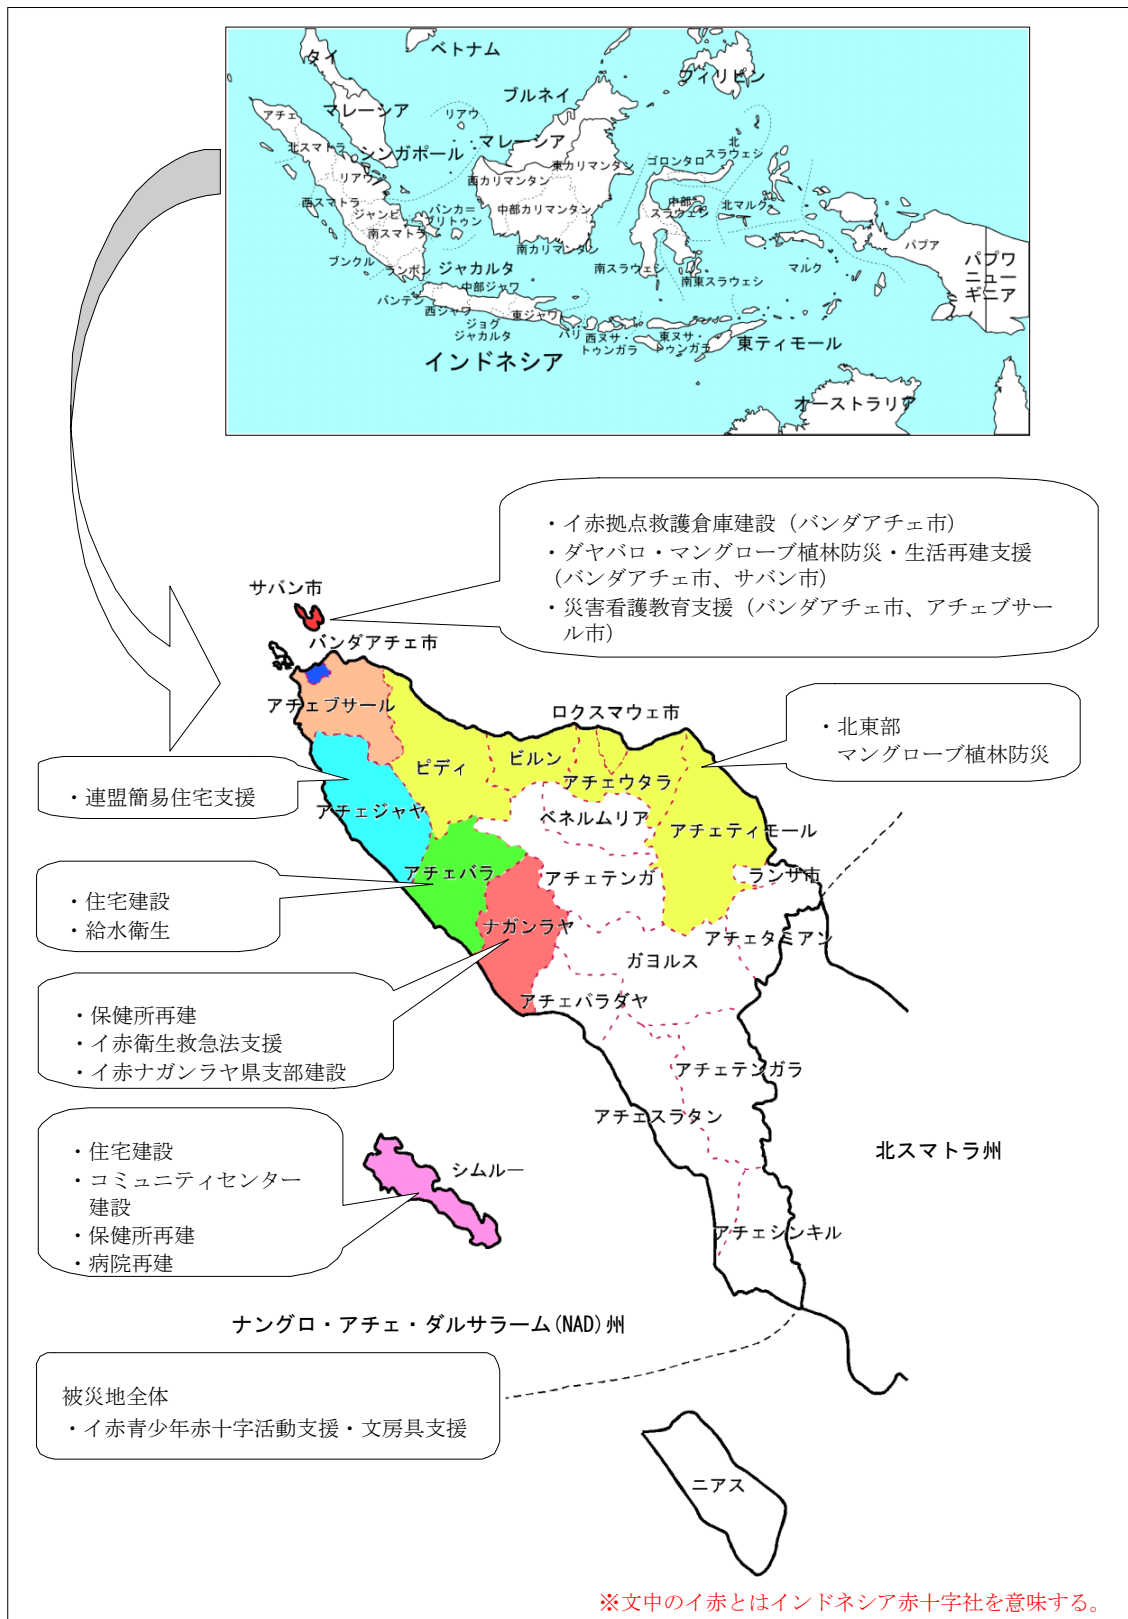 タイ
ベトナム
フィリピン
マレーシア
ブルネイ
アチェ
リアウ
北スマトラ
シンガポール
マレーシア
北
スラウェシ
ゴロンタロ
東カリマンタン
リアウ
西カリマンタン
西スマトラ
ジャンビ
バンカ=
ブリトゥン
中部カリマンタン
中部
スラウェシ
北マルク
南スマトラ
南カリマンタン
パプア
ブンクル
ランポン
ジャカルタ
南スラウェシ
南東スラウェシ
マルク
パプワ
ニュー
ギニア
バンテン
中部ジャワ
西ジャワ
東ジャワ
ジョグ
ジャカルタ
バリ
西ヌサ・
トゥンガラ
東ヌサ・
トゥンガラ
東ティモール
インドネシア
オーストラリア
・イ赤拠点救護倉庫建設（バンダアチェ市）
・ダヤバロ・マングローブ植林防災・生活再建支援
（バンダアチェ市、サバン市）
・災害看護教育支援（バンダアチェ市、アチェブサー
ル市）
サバン市
バンダアチェ市
アチェブサール
ロクスマウェ市
・北東部
マングローブ植林防災
ピディ
ビルン
アチェウタラ
・連盟簡易住宅支援
アチェジャヤ
ベネルムリア
アチェティモール
アチェバラ
アチェテンガ
ランサ市
・住宅建設
・給水衛生
ナガンラヤ
アチェタミアン
ガヨルス
アチェバラダヤ
・保健所再建
・イ赤衛生救急法支援
・イ赤ナガンラヤ県支部建設
アチェテンガラ
アチェスラタン
・住宅建設
・コミュニティセンター
建設
・保健所再建
・病院再建
シムルー
北スマトラ州
アチェシンキル
ナングロ・アチェ・ダルサラーム(NAD)州
被災地全体
・イ赤青少年赤十字活動支援・文房具支援
ニアス
※文中のイ赤とはインドネシア赤十字社を意味する。